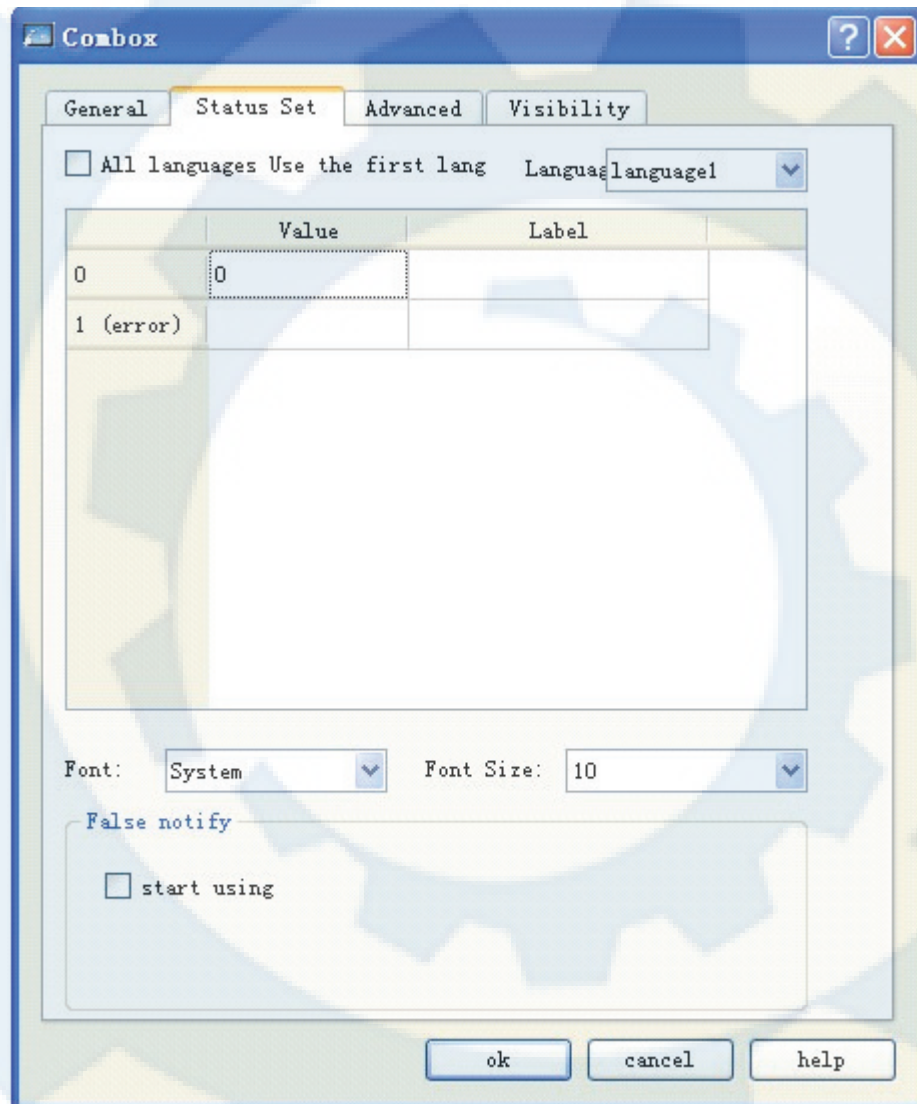 Combox
General Status Set Advanced Visibility
All languages Use the first lang Languag language1
Value Label
0 0
1 (error)
Font: System Font Size: 10
False notify
start using
ok cancel help